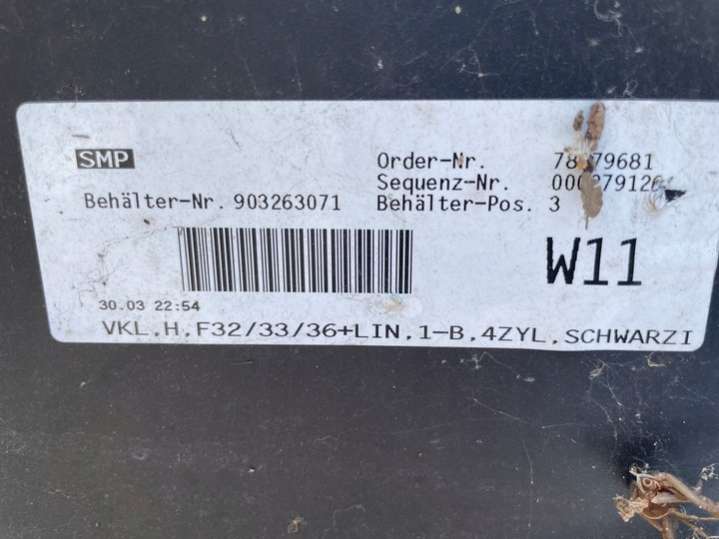 SMP
Order-Nr.
Sequenz-Nr.
Behälter-Nr. 903263071 Behälter-Pos. 3
W11
30.03 22:54
VKL.H.F32/33/36+LIN.1-B.4ZYL.SCHWARZI